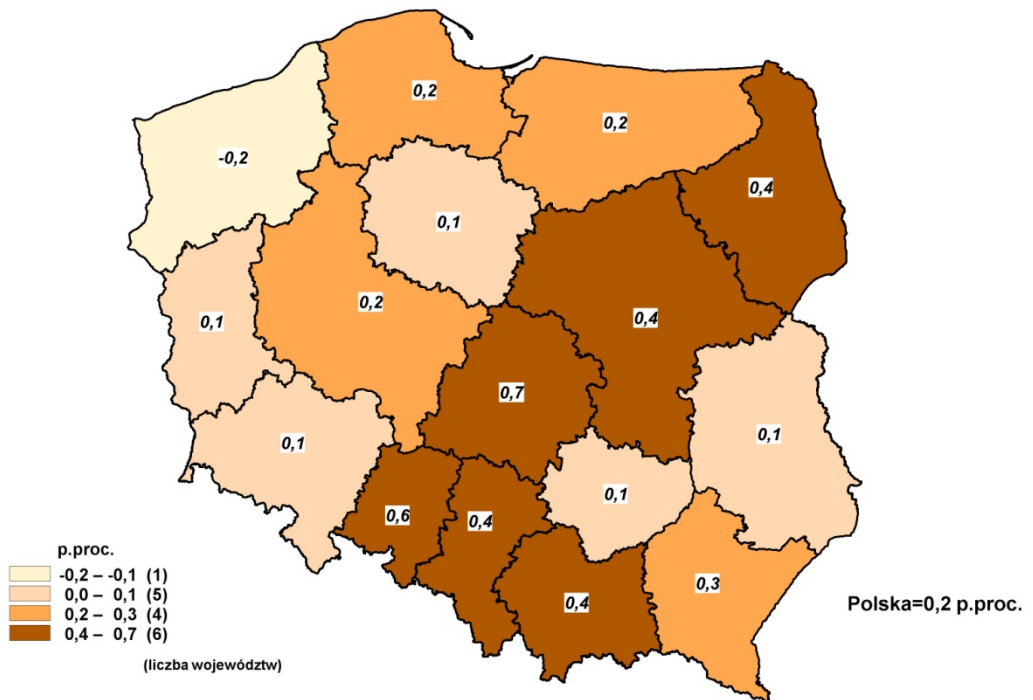 0,2
0,2
-0,2
0,4
0,1
0,2
0,1
0,4
0,7
0,1
0,1
0,1
0,6
0,4
0,3
0,4
p.proc.
-0,2 – -0,1 (1)
0,0 – 0,1 (5)
0,2 – 0,3 (4)
0,4 – 0,7 (6)
(liczba województw)
Polska=0,2 p.proc.